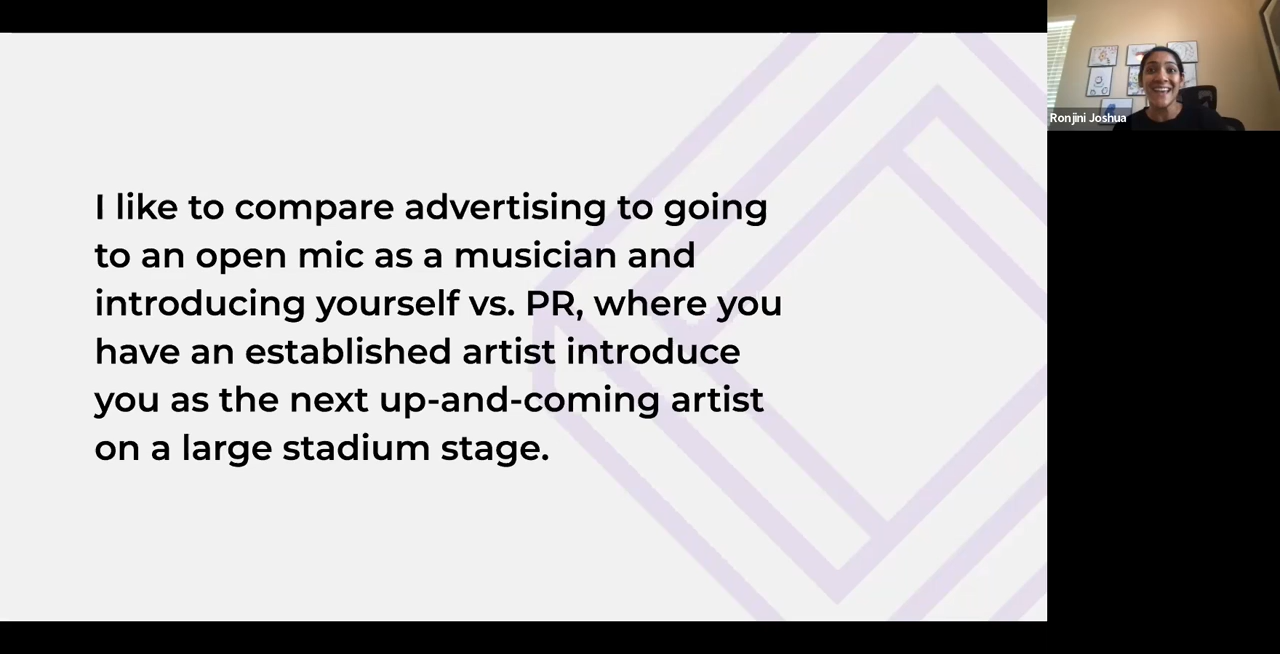 I like to compare advertising to going
to an open mic as a musician and
introducing yourself vs. PR, where you
have an established artist introduce
you as the next up-and-coming artist
on a large stadium stage.
Ronjini Joshua